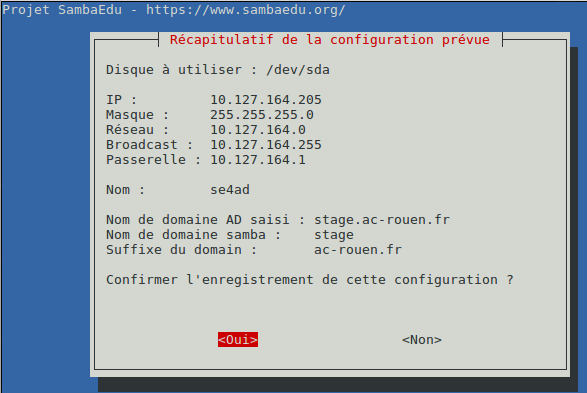 Projet SambaEdu - https://www.sambaedu.org/
Récapitulatif de la configuration prévue
Disque à utiliser : /dev/sda
IP : 10.127.164.205
Masque : 255.255.255.0
Réseau : 10.127.164.0
Broadcast : 10.127.164.255
Passerelle : 10.127.164.1
Nom : se4ad
Nom de domaine AD saisi : stage.ac-rouen.fr
Nom de domaine samba : stage
Suffixe du domain : ac-rouen.fr
Confirmer l'enregistrement de cette configuration ?
<Oui> <Non>